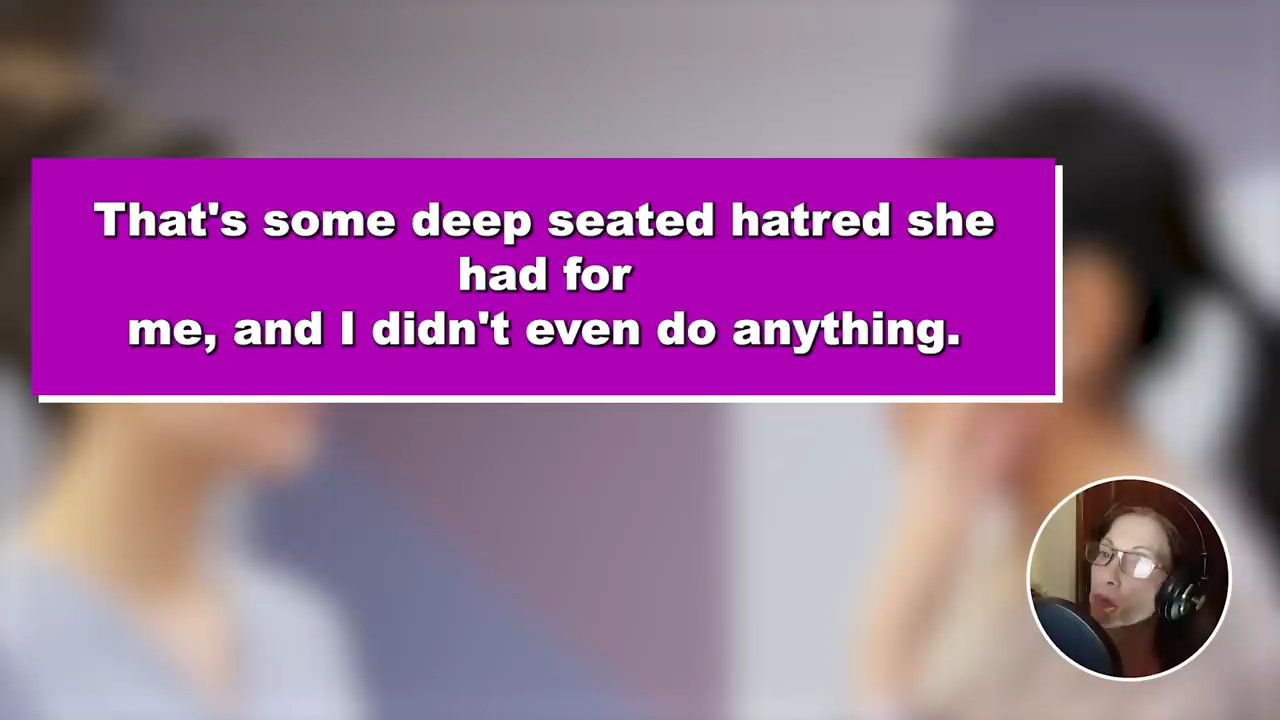 That's some deep seated hatred she
had for
me, and I didn't even do anything.